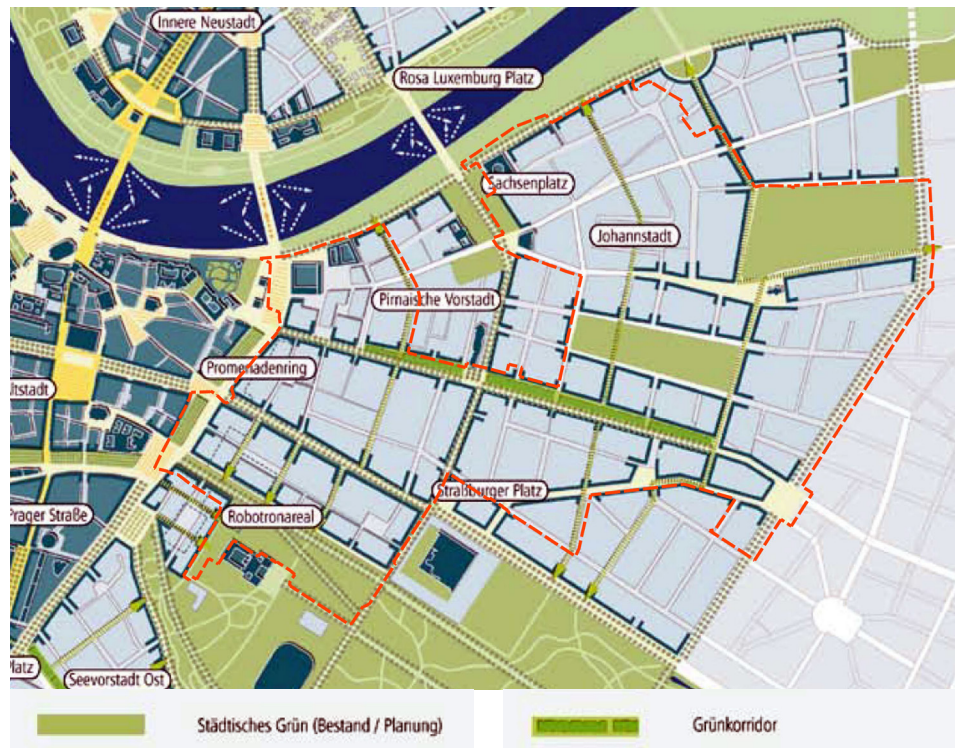 Innere Neustadt
Rosa Luxemburg Platz
Sachsenplatz
Johannstadt
Pirnaische Vorstadt
Promenadenring
ltstadt
Straßburger Platz
Prager Straße
Robotronareal
Platz
Seevorstadt Ost
Städtisches Grün (Bestand / Planung)
Grünkorridor